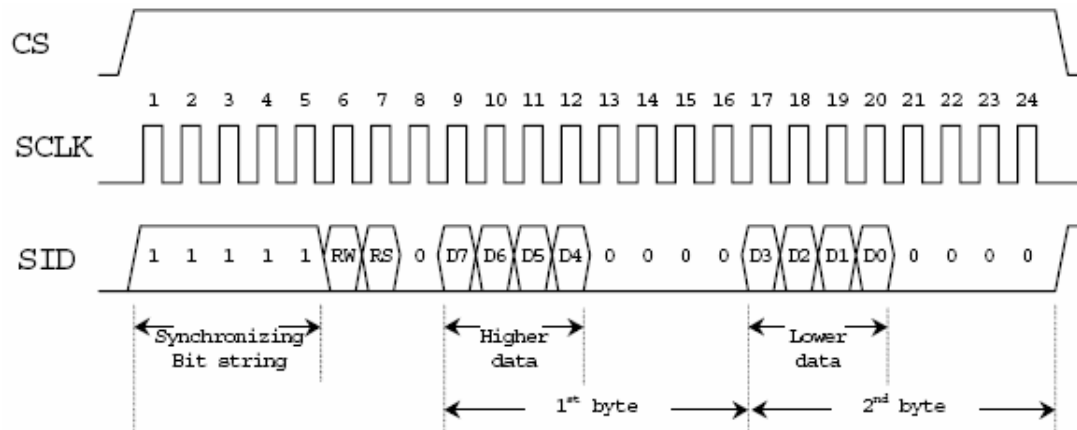 CS
1 2 3 4 5 6 7 8 9 10 11 12 13 14 15 16 17 18 19 20 21 22 23 24
SCLK
SID 1 1 1 1 1 RW RS 0 D7 D6 D5 D4 0 0 0 0 D3 D2 D1 D0 0 0 0 0
Synchronizing Higher Lower
Bit string data data
1st byte 2nd byte